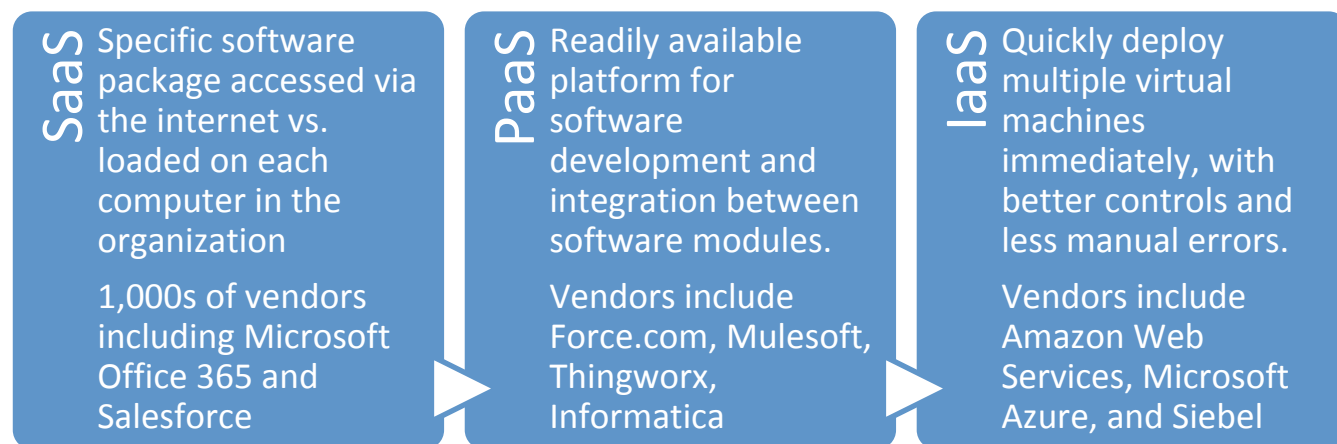 SaaS
Specific software
package accessed via
the internet vs.
loaded on each
computer in the
organization
1,000s of vendors
including Microsoft
Office 365 and
Salesforce
PaaS
Readily available
platform for
software
development and
integration between
software modules.
Vendors include
Force.com, Mulesoft,
Thingworx,
Informatica
IaaS
Quickly deploy
multiple virtual
machines
immediately, with
better controls and
less manual errors.
Vendors include
Amazon Web
Services, Microsoft
Azure, and Siebel